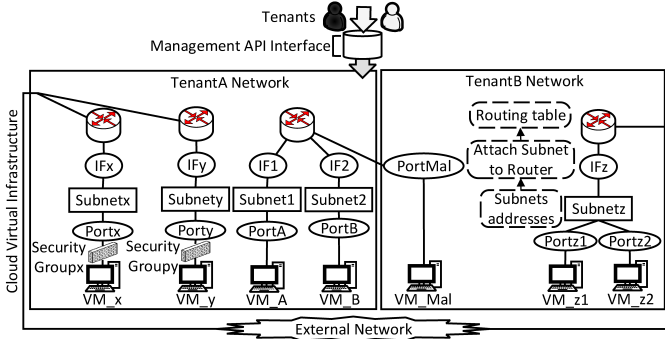 Tenants
Management API Interface
Cloud Virtual Infrastructure
TenantA Network
TenantB Network
Routing table
IFx
IFy
IF1
IF2
PortMal
Attach Subnet
to Router
IFz
Subnetx
Subnety
Subnet1
Subnet2
Subnets
addresses
Subnetz
Portx
Porty
PortA
PortB
Portz1
Portz2
Security
Groupx
Security
Groupy
VM_x
VM_y
VM_A
VM_B
VM_Mal
VM_z1
VM_z2
External Network